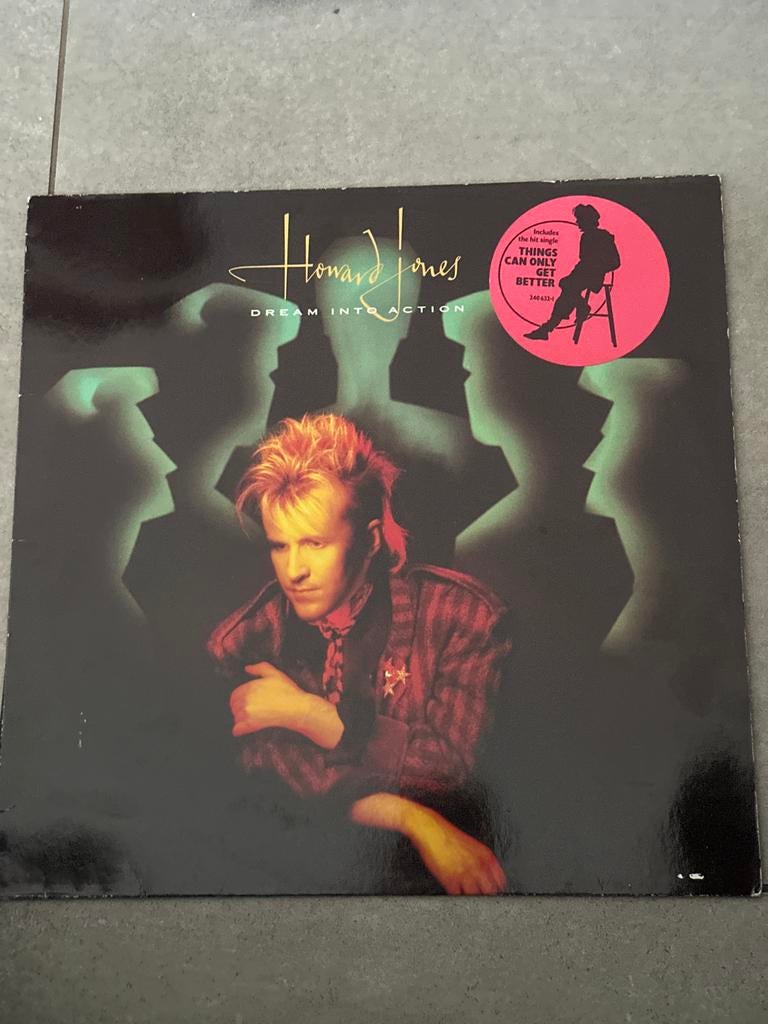 Howard Jones
DREAM INTO ACTION
Includes
the hit single
THINGS
CAN ONLY
GET
BETTER
240 632-1